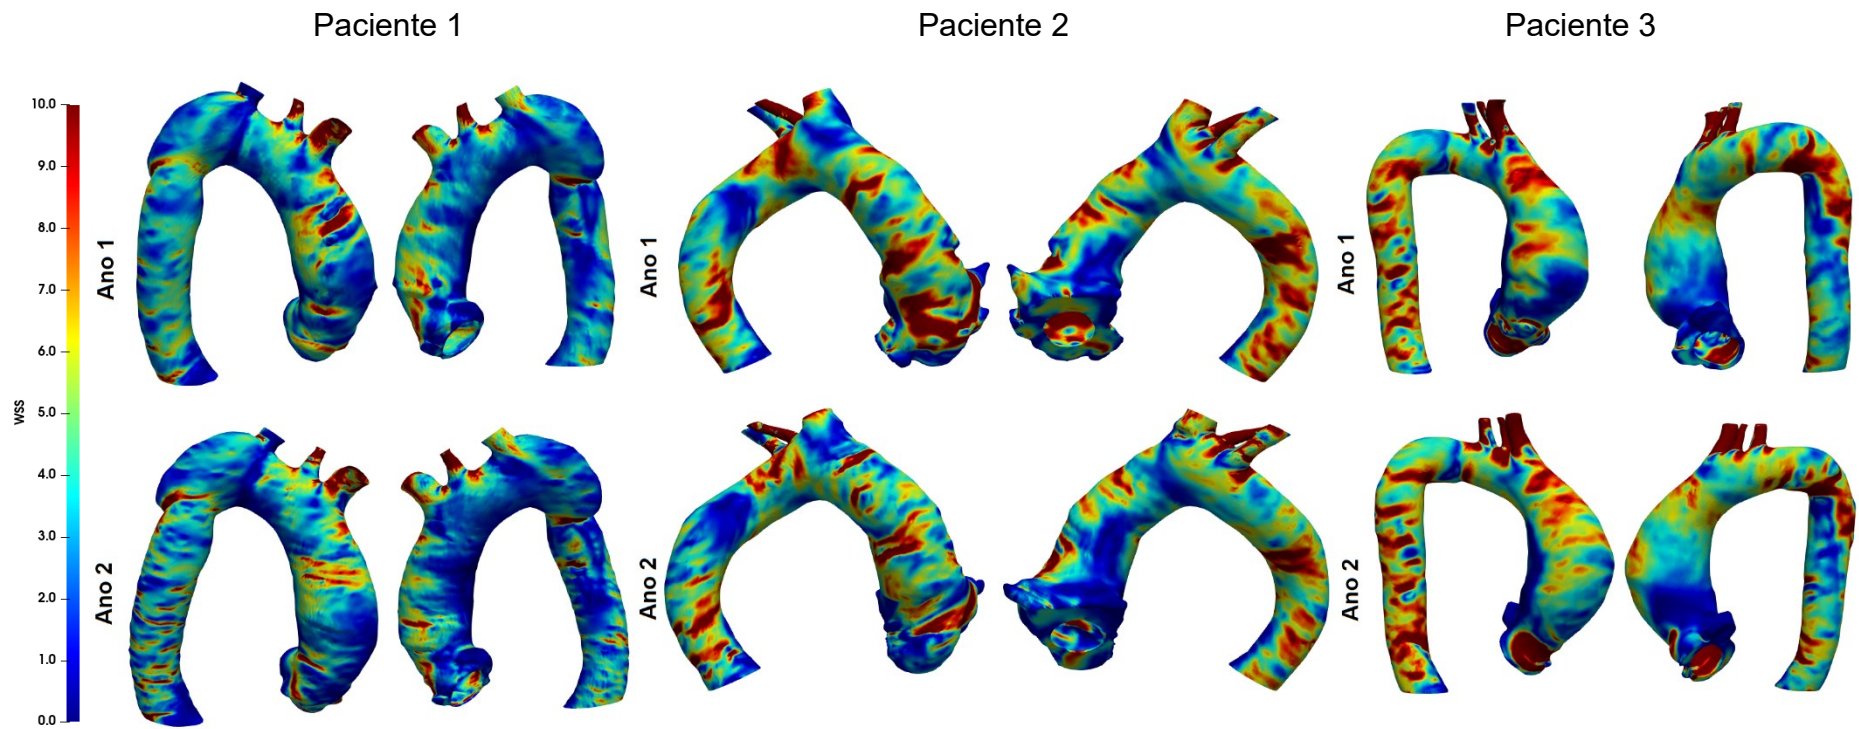 Paciente 1
Paciente 2
Paciente 3
10.0
9.0
8.0
7.0
6.0
5.0
4.0
3.0
2.0
1.0
0.0
WSS
Ano 1
Ano 1
Ano 1
Ano 2
Ano 2
Ano 2